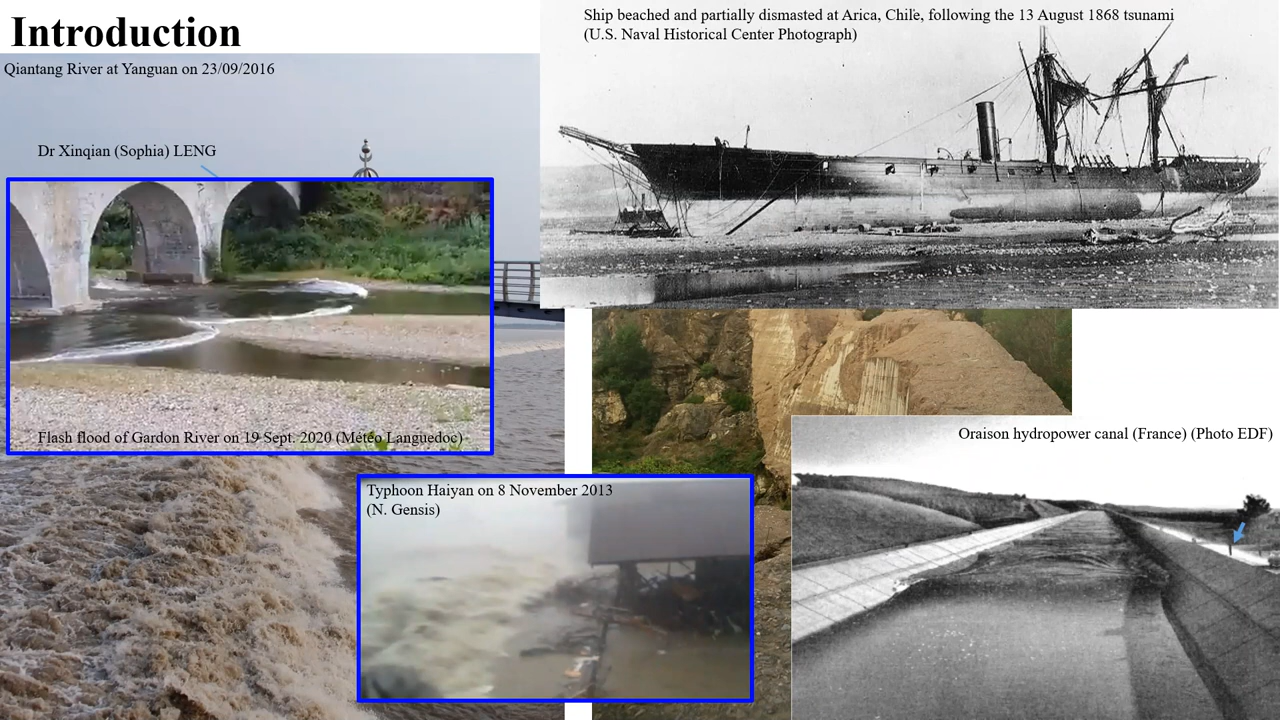 Introduction
Qiantang River at Yanguan on 23/09/2016
Dr Xinqian (Sophia) LENG
Flash flood of Gardon River on 19 Sept. 2020 (Météo Languedoc)
Ship beached and partially dismasted at Arica, Chile, following the 13 August 1868 tsunami
(U.S. Naval Historical Center Photograph)
Typhoon Haiyan on 8 November 2013
(N. Gensis)
Oraison hydropower canal (France) (Photo EDF)